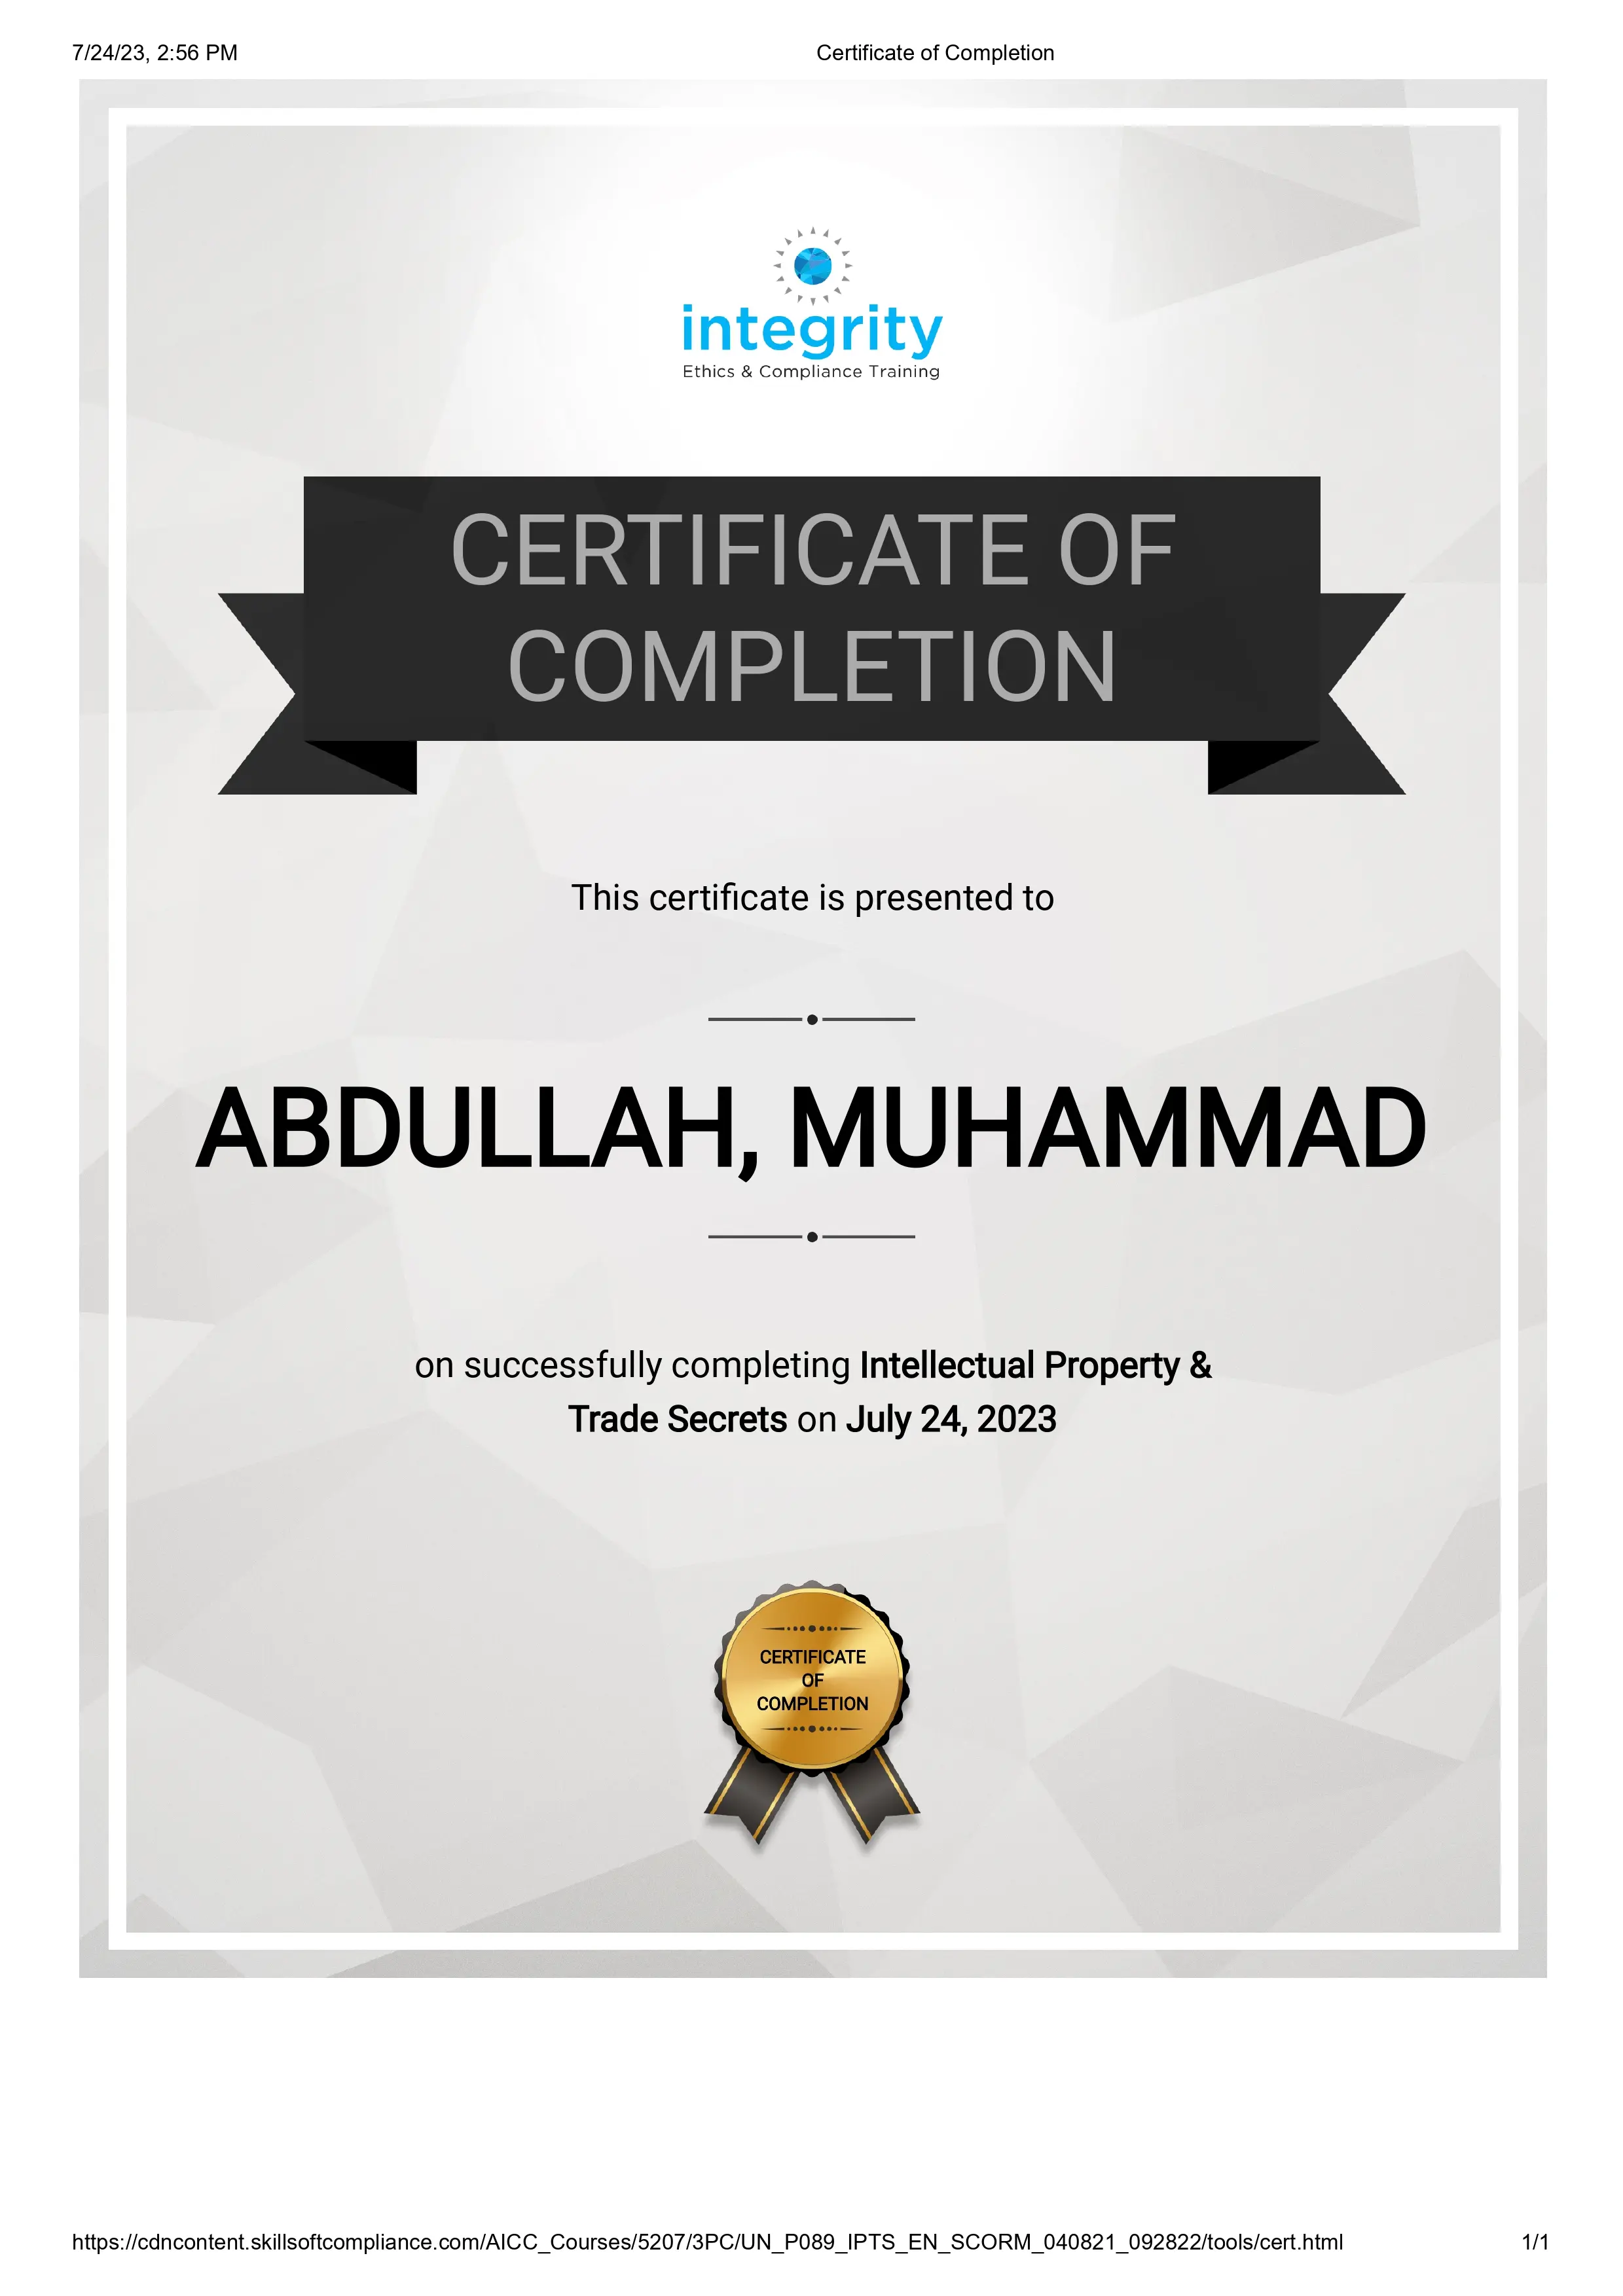 7/24/23, 2:56 PM
Certificate of Completion
integrity
Ethics & Compliance Training
CERTIFICATE OF
COMPLETION
This certificate is presented to
ABDULLAH, MUHAMMAD
on successfully completing Intellectual Property &
Trade Secrets on July 24, 2023
CERTIFICATE
OF
COMPLETION
https://cdncontent.skillsoftcompliance.com/AICC_Courses/5207/3PC/UN_P089_IPTS_EN_SCORM_040821_092822/tools/cert.html
1/1